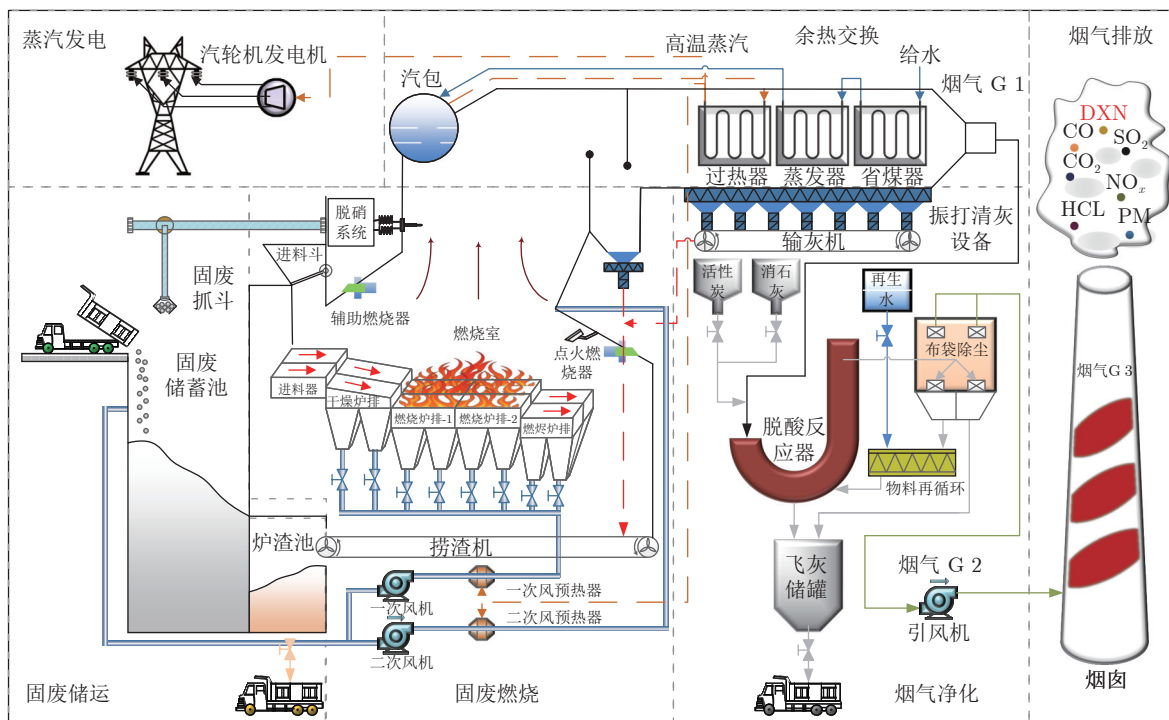 蒸汽发电
汽轮机发电机
汽包
高温蒸汽
余热交换
给水
烟气 G 1
烟气排放
DXN
CO
SO₂
CO₂
NOₓ
HCL
PM
过热器
蒸发器
省煤器
振打清灰
设备
输灰机
脱硝
系统
进料斗
固废
抓斗
辅助燃烧器
燃烧室
点火燃
烧器
活性
炭
消石
灰
再生
水
布袋除尘
烟气G 3
固废
储蓄池
进料器
干燥炉排
燃烧炉排-1
燃烧炉排-2
燃烬炉排
脱酸反
应器
物料再循环
炉渣池
捞渣机
飞灰
储罐
烟气 G 2
引风机
一次风预热器
一次风机
二次风预热器
二次风机
烟囱
固废储运
固废燃烧
烟气净化